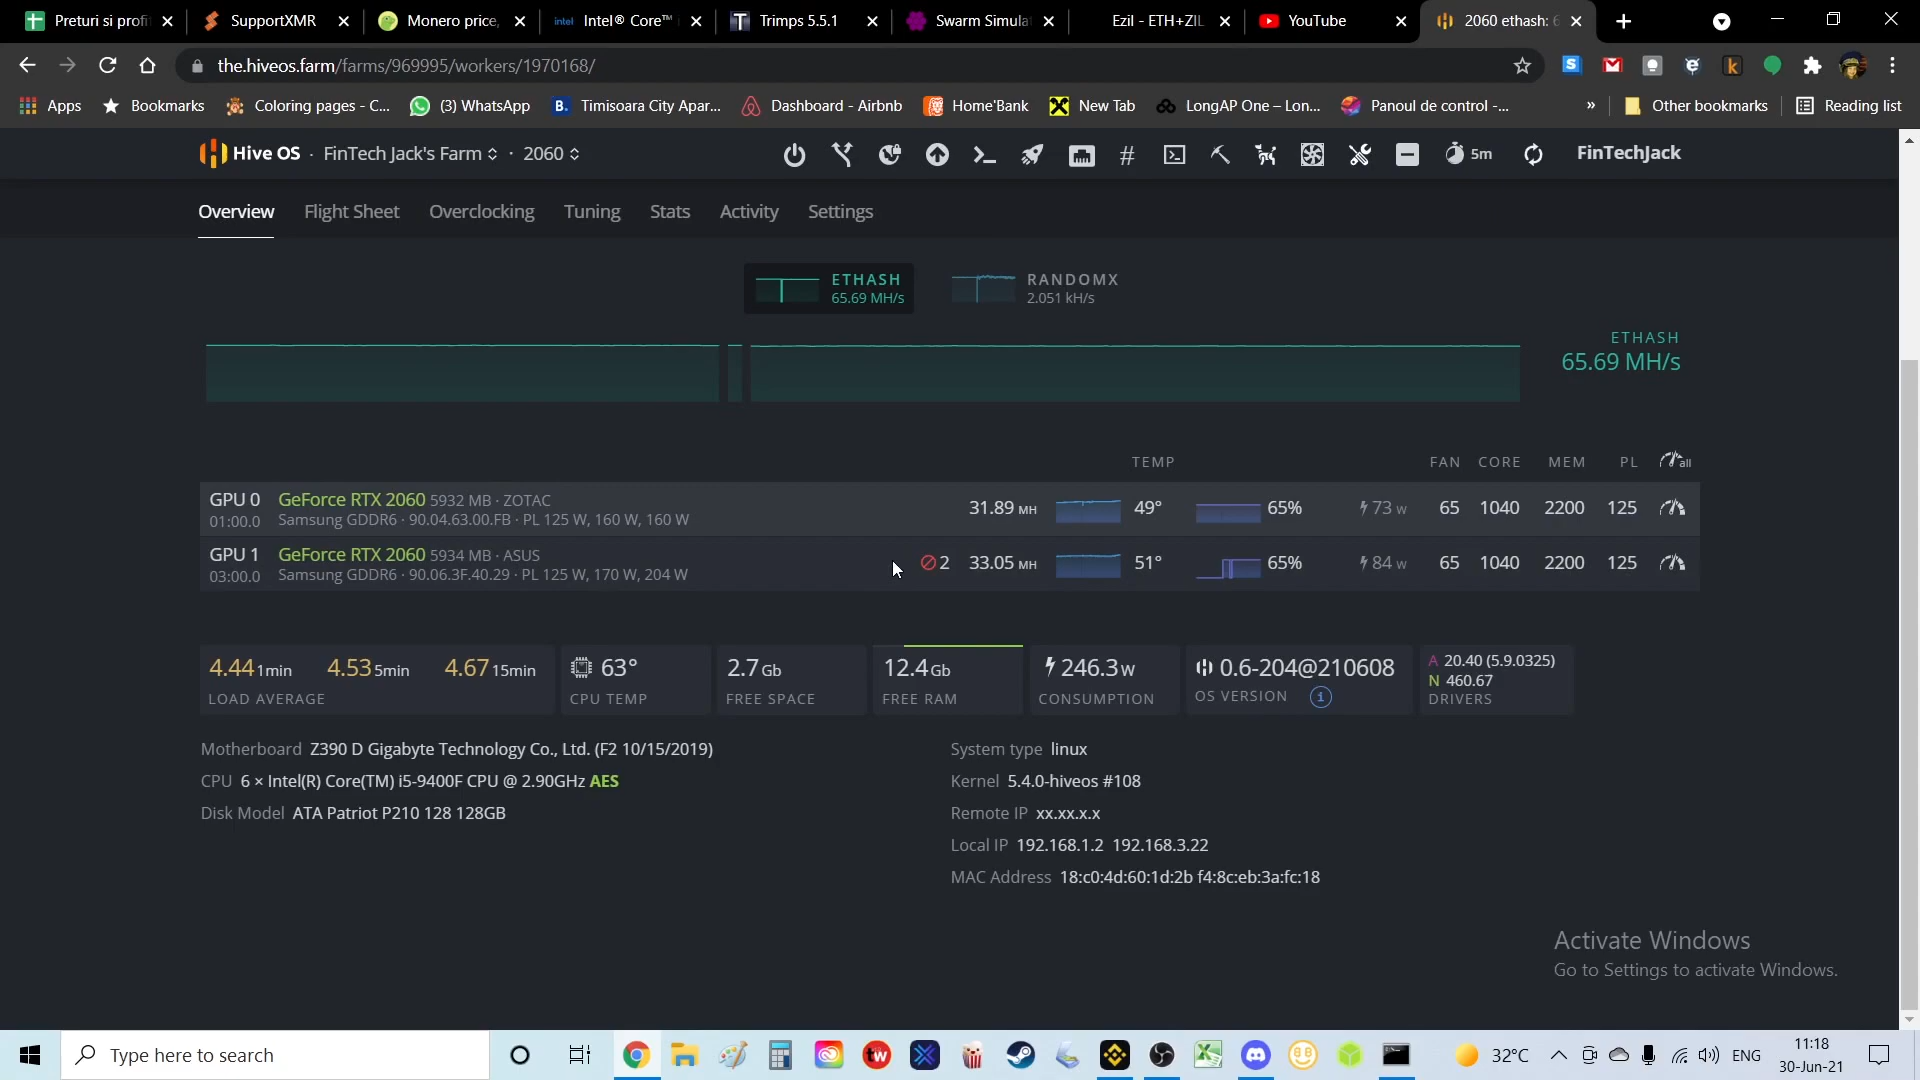 Preturi si profi
SupportXMR
Monero price,
intel Intel® Core™ i
T Trimps 5.5.1
Swarm Simula
Ezil - ETH+ZIL
YouTube
2060 ethash: 6
the.hiveos.farm/farms/969995/workers/1970168/
Apps
Bookmarks
Coloring pages - C...
(3) WhatsApp
B. Timisoara City Apar...
Dashboard - Airbnb
Home'Bank
New Tab
LongAP One – Lon...
Panoul de control -...
»
Other bookmarks
Reading list
Hive OS · FinTech Jack's Farm · 2060
5m
FinTechJack
Overview
Flight Sheet
Overclocking
Tuning
Stats
Activity
Settings
ETHASH
65.69 MH/s
RANDOMX
2.051 kH/s
ETHASH
65.69 MH/s
TEMP FAN CORE MEM PL all
GPU 0 GeForce RTX 2060 5932 MB · ZOTAC
01:00.0 Samsung GDDR6 · 90.04.63.00.FB · PL 125 W, 160 W, 160 W
31.89 MH 49° 65% 73 W 65 1040 2200 125
GPU 1 GeForce RTX 2060 5934 MB · ASUS
03:00.0 Samsung GDDR6 · 90.06.3F.40.29 · PL 125 W, 170 W, 204 W
2 33.05 MH 51° 65% 84 W 65 1040 2200 125
4.44 1min 4.53 5min 4.67 15min
LOAD AVERAGE
63°
CPU TEMP
2.7 Gb
FREE SPACE
12.4 Gb
FREE RAM
246.3 W
CONSUMPTION
0.6-204@210608
OS VERSION i
A 20.40 (5.9.0325)
N 460.67
DRIVERS
Motherboard Z390 D Gigabyte Technology Co., Ltd. (F2 10/15/2019)
CPU 6 × Intel(R) Core(TM) i5-9400F CPU @ 2.90GHz AES
Disk Model ATA Patriot P210 128 128GB
System type linux
Kernel 5.4.0-hiveos #108
Remote IP xx.xx.x.x
Local IP 192.168.1.2 192.168.3.22
MAC Address 18:c0:4d:60:1d:2b f4:8c:eb:3a:fc:18
Activate Windows
Go to Settings to activate Windows.
Type here to search
tw
32°C
ENG
11:18
30-Jun-21